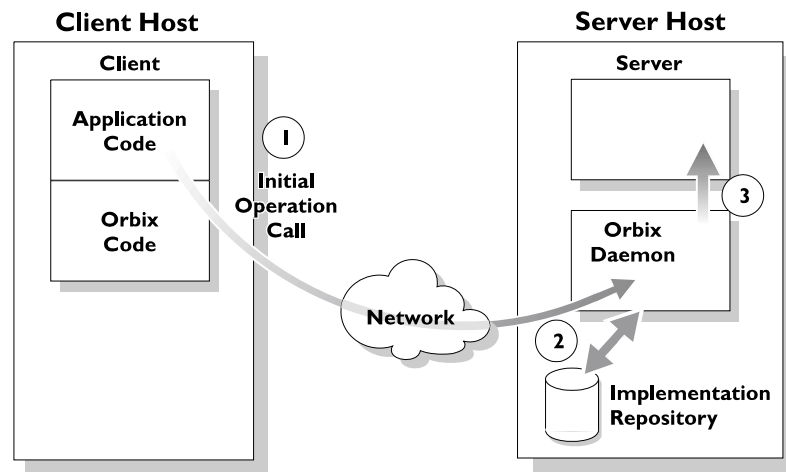 Client Host
Server Host
Client
Server
Application
Code
1
Initial
Operation
Call
3
Orbix
Code
Orbix
Daemon
Network
2
Implementation
Repository